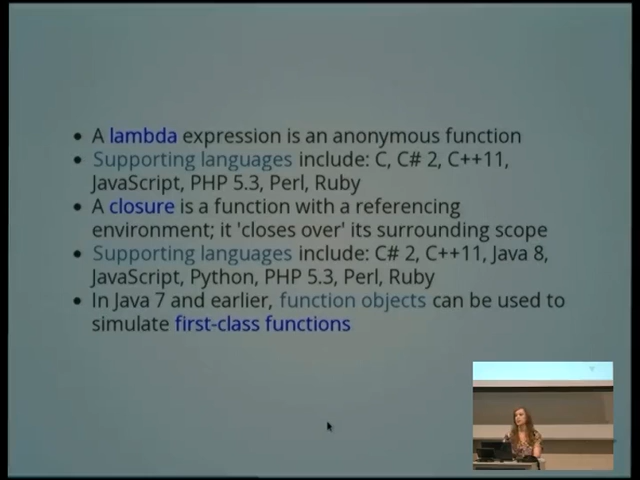 A lambda expression is an anonymous function
Supporting languages include: C, C# 2, C++11,
JavaScript, PHP 5.3, Perl, Ruby
A closure is a function with a referencing
environment; it 'closes over' its surrounding scope
Supporting languages include: C# 2, C++11, Java 8,
JavaScript, Python, PHP 5.3, Perl, Ruby
In Java 7 and earlier, function objects can be used to
simulate first-class functions